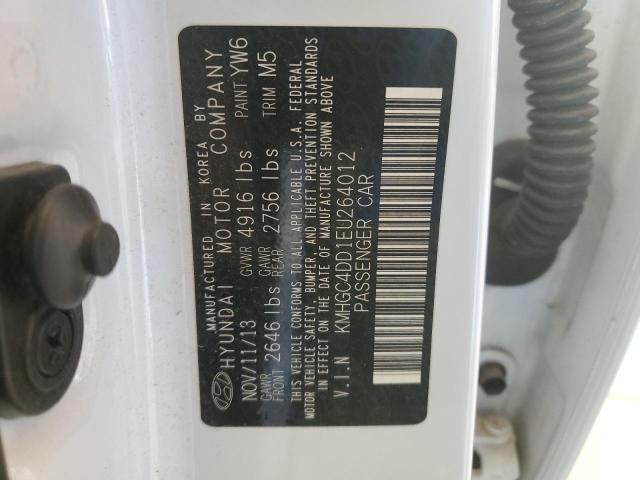 MANUFACTURED IN KOREA BY
HYUNDAI MOTOR COMPANY
NOV/11/13 GVWR 4916 lbs PAINT YW6
GAWR FRONT 2646 lbs GAWR REAR 2756 lbs TRIM M5
THIS VEHICLE CONFORMS TO ALL APPLICABLE U.S.A. FEDERAL
MOTOR VEHICLE SAFETY, BUMPER, AND THEFT PREVENTION STANDARDS
IN EFFECT ON THE DATE OF MANUFACTURE SHOWN ABOVE
V.I.N KMHGC4DD1EU264012
PASSENGER CAR